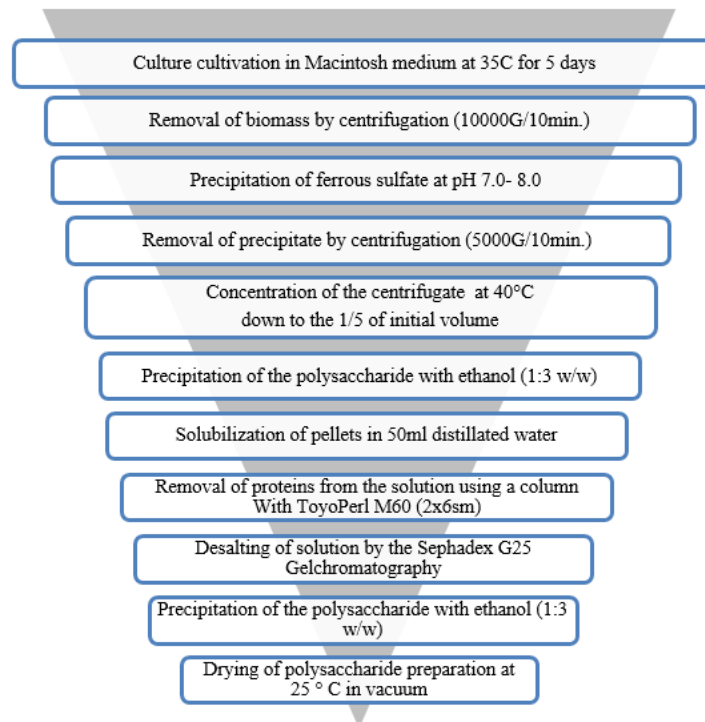 Culture cultivation in Macintosh medium at 35C for 5 days
Removal of biomass by centrifugation (10000G/10min.)
Precipitation of ferrous sulfate at pH 7.0- 8.0
Removal of precipitate by centrifugation (5000G/10min.)
Concentration of the centrifugate at 40°C
down to the 1/5 of initial volume
Precipitation of the polysaccharide with ethanol (1:3 w/w)
Solubilization of pellets in 50ml distillated water
Removal of proteins from the solution using a column
With ToyoPerl M60 (2x6sm)
Desalting of solution by the Sephadex G25
Gelchromatography
Precipitation of the polysaccharide with ethanol (1:3
w/w)
Drying of polysaccharide preparation at
25 ° C in vacuum